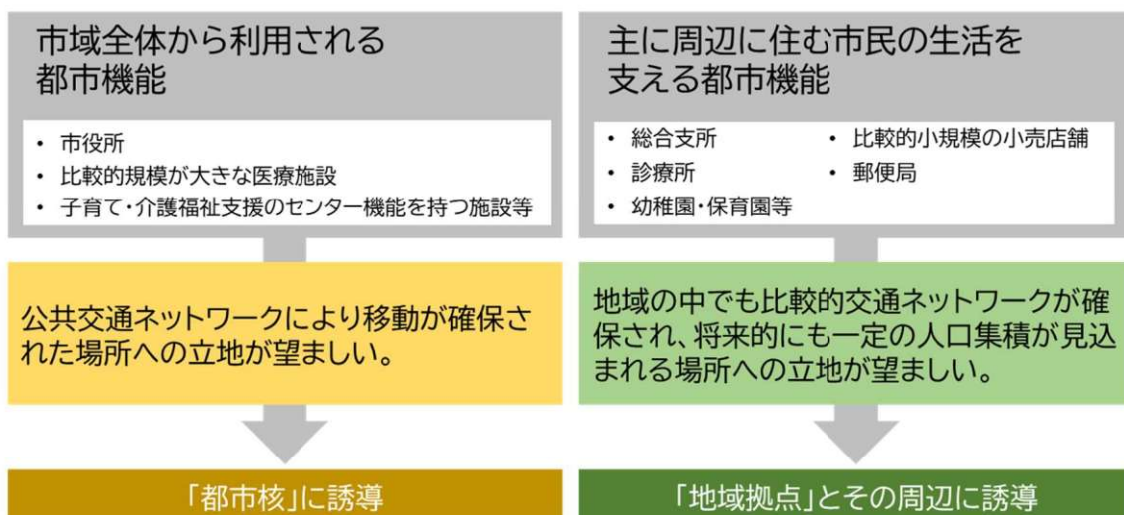 市域全体から利用される
都市機能
・ 市役所
・ 比較的規模が大きな医療施設
・ 子育て・介護福祉支援のセンター機能を持つ施設等
公共交通ネットワークにより移動が確保さ
れた場所への立地が望ましい。
「都市核」に誘導
主に周辺に住む市民の生活を
支える都市機能
・ 総合支所
・ 診療所
・ 幼稚園・保育園等
・ 比較的小規模の小売店舗
・ 郵便局
地域の中でも比較的交通ネットワークが確
保され、将来的にも一定の人口集積が見込
まれる場所への立地が望ましい。
「地域拠点」とその周辺に誘導